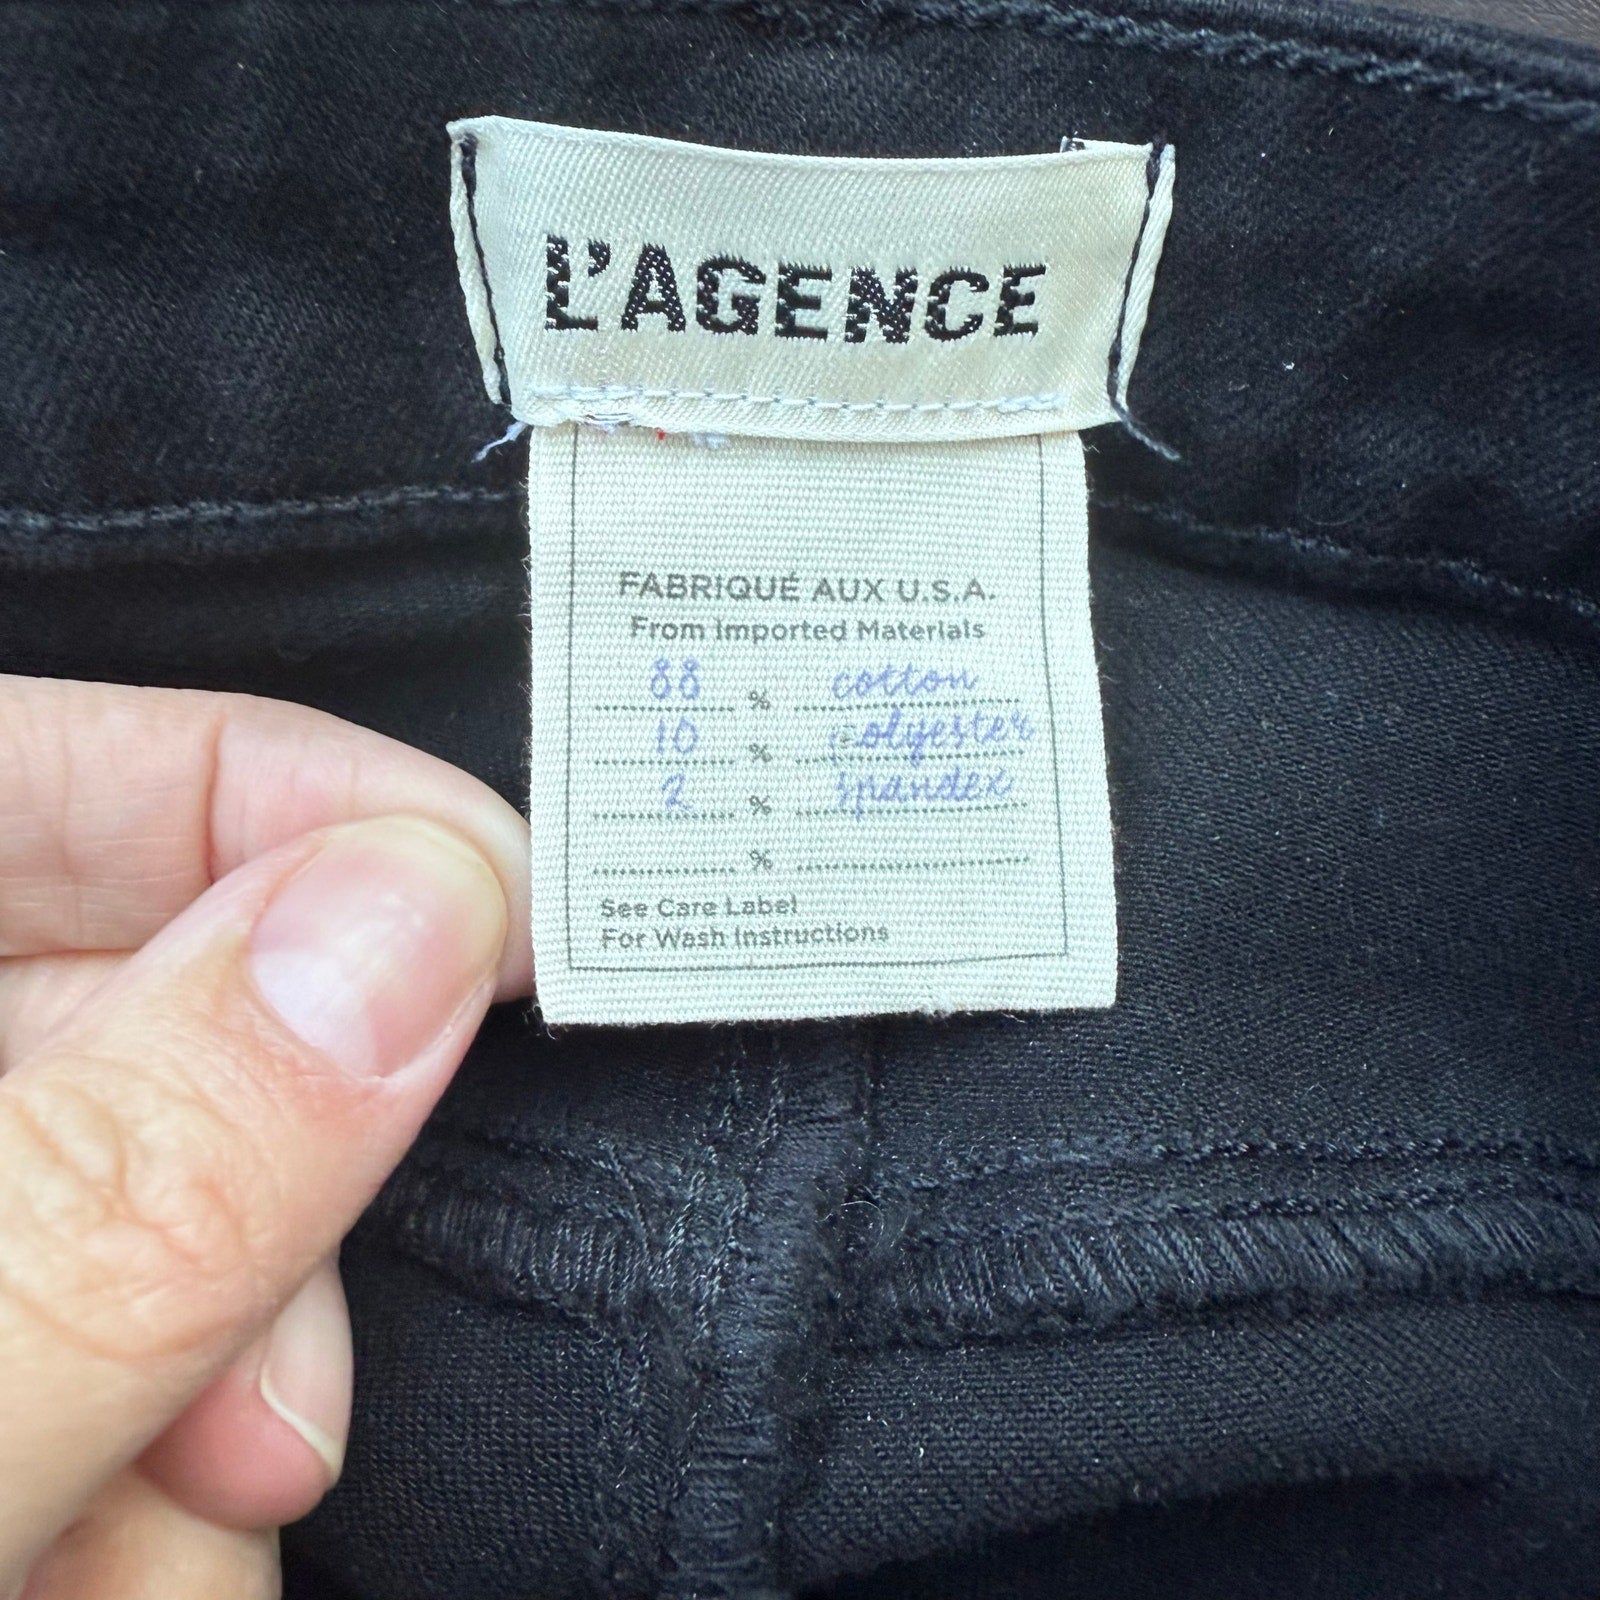 L'AGENCE
FABRIQUÉ AUX U.S.A.
From Imported Materials
88 % cotton
10 % polyester
2 % spandex
%
See Care Label
For Wash Instructions